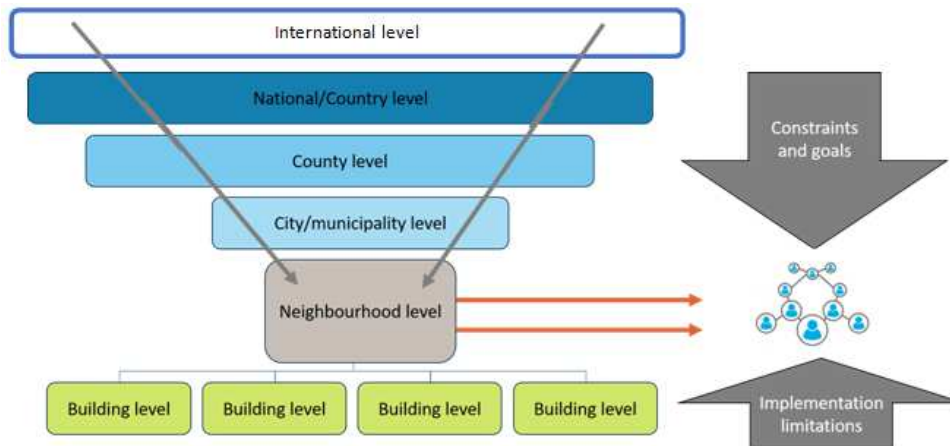 International level
National/Country level
County level
City/municipality level
Neighbourhood level
Building level
Building level
Building level
Building level
Constraints
and goals
Implementation
limitations